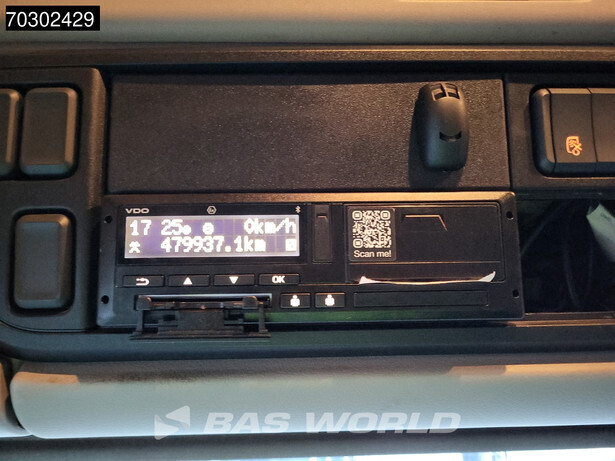 70302429
VDO
17 25 0km/h
479937.1km
Scan me!
OK
BAS WORLD